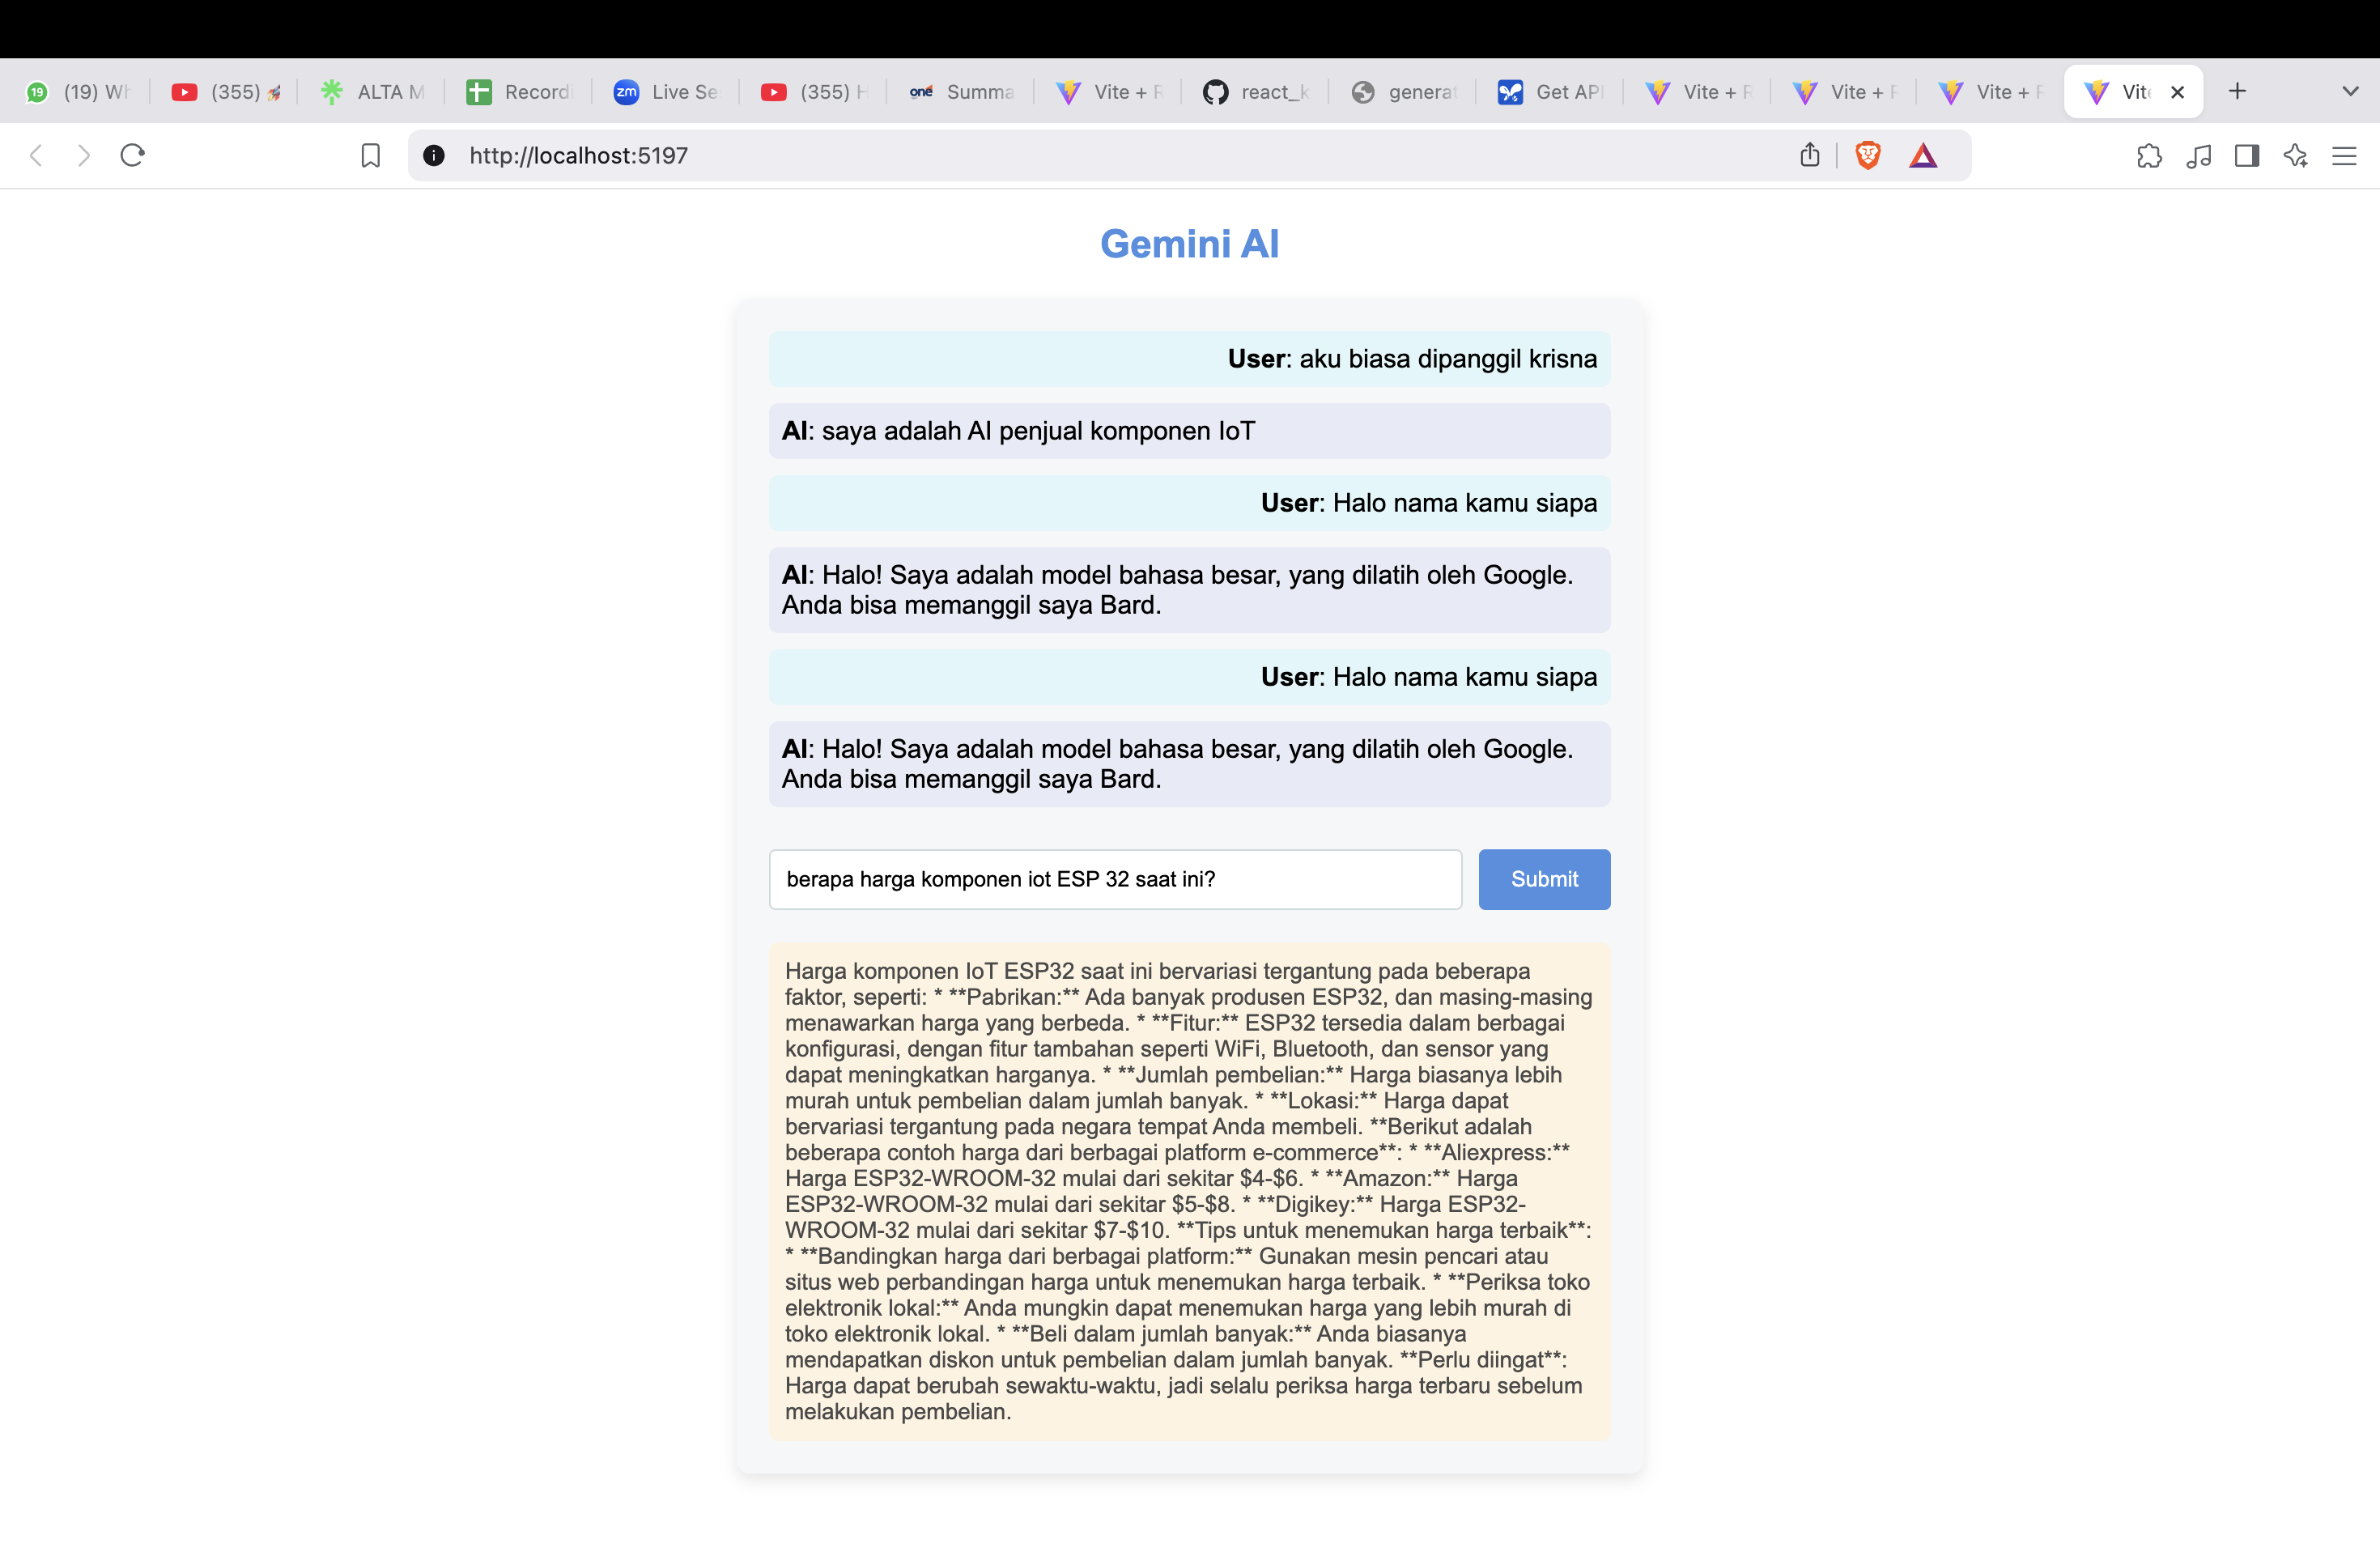 (19) Wh
(355)
ALTA M
Record
zm
Live Se
(355) H
one
Summa
Vite + R
react_k
generat
Get API
Vite + R
Vite + R
Vite + R
Vite
http://localhost:5197
Gemini AI
User: aku biasa dipanggil krisna
AI: saya adalah AI penjual komponen IoT
User: Halo nama kamu siapa
AI: Halo! Saya adalah model bahasa besar, yang dilatih oleh Google.
Anda bisa memanggil saya Bard.
User: Halo nama kamu siapa
AI: Halo! Saya adalah model bahasa besar, yang dilatih oleh Google.
Anda bisa memanggil saya Bard.
berapa harga komponen iot ESP 32 saat ini?
Submit
Harga komponen IoT ESP32 saat ini bervariasi tergantung pada beberapa
faktor, seperti: * **Pabrikan:** Ada banyak produsen ESP32, dan masing-masing
menawarkan harga yang berbeda. * **Fitur:** ESP32 tersedia dalam berbagai
konfigurasi, dengan fitur tambahan seperti WiFi, Bluetooth, dan sensor yang
dapat meningkatkan harganya. * **Jumlah pembelian:** Harga biasanya lebih
murah untuk pembelian dalam jumlah banyak. * **Lokasi:** Harga dapat
bervariasi tergantung pada negara tempat Anda membeli. **Berikut adalah
beberapa contoh harga dari berbagai platform e-commerce**: * **Aliexpress:**
Harga ESP32-WROOM-32 mulai dari sekitar $4-$6. * **Amazon:** Harga
ESP32-WROOM-32 mulai dari sekitar $5-$8. * **Digikey:** Harga ESP32-
WROOM-32 mulai dari sekitar $7-$10. **Tips untuk menemukan harga terbaik**:
* **Bandingkan harga dari berbagai platform:** Gunakan mesin pencari atau
situs web perbandingan harga untuk menemukan harga terbaik. * **Periksa toko
elektronik lokal:** Anda mungkin dapat menemukan harga yang lebih murah di
toko elektronik lokal. * **Beli dalam jumlah banyak:** Anda biasanya
mendapatkan diskon untuk pembelian dalam jumlah banyak. **Perlu diingat**:
Harga dapat berubah sewaktu-waktu, jadi selalu periksa harga terbaru sebelum
melakukan pembelian.